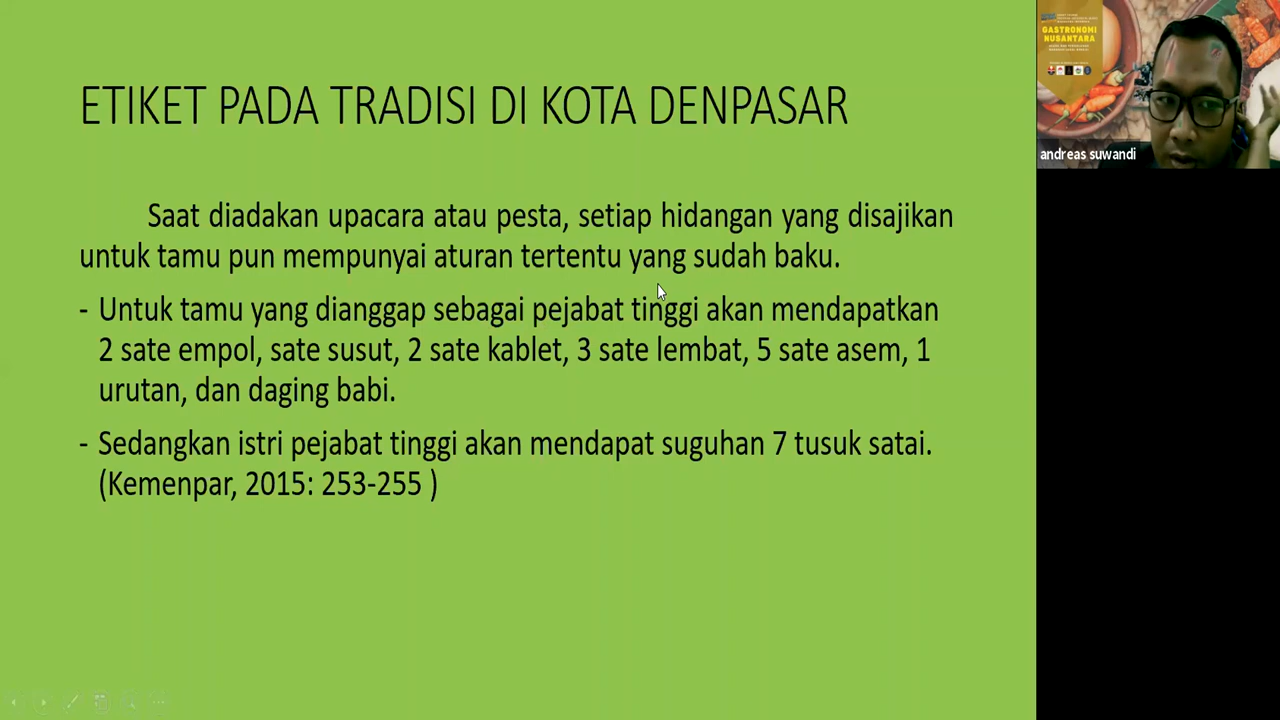 ETIKET PADA TRADISI DI KOTA DENPASAR
Saat diadakan upacara atau pesta, setiap hidangan yang disajikan
untuk tamu pun mempunyai aturan tertentu yang sudah baku.
- Untuk tamu yang dianggap sebagai pejabat tinggi akan mendapatkan
2 sate empol, sate susut, 2 sate kablet, 3 sate lembat, 5 sate asem, 1
urutan, dan daging babi.
- Sedangkan istri pejabat tinggi akan mendapat suguhan 7 tusuk satai.
(Kemenpar, 2015: 253-255 )
GASTRONOMI
NUSANTARA
andreas suwandi